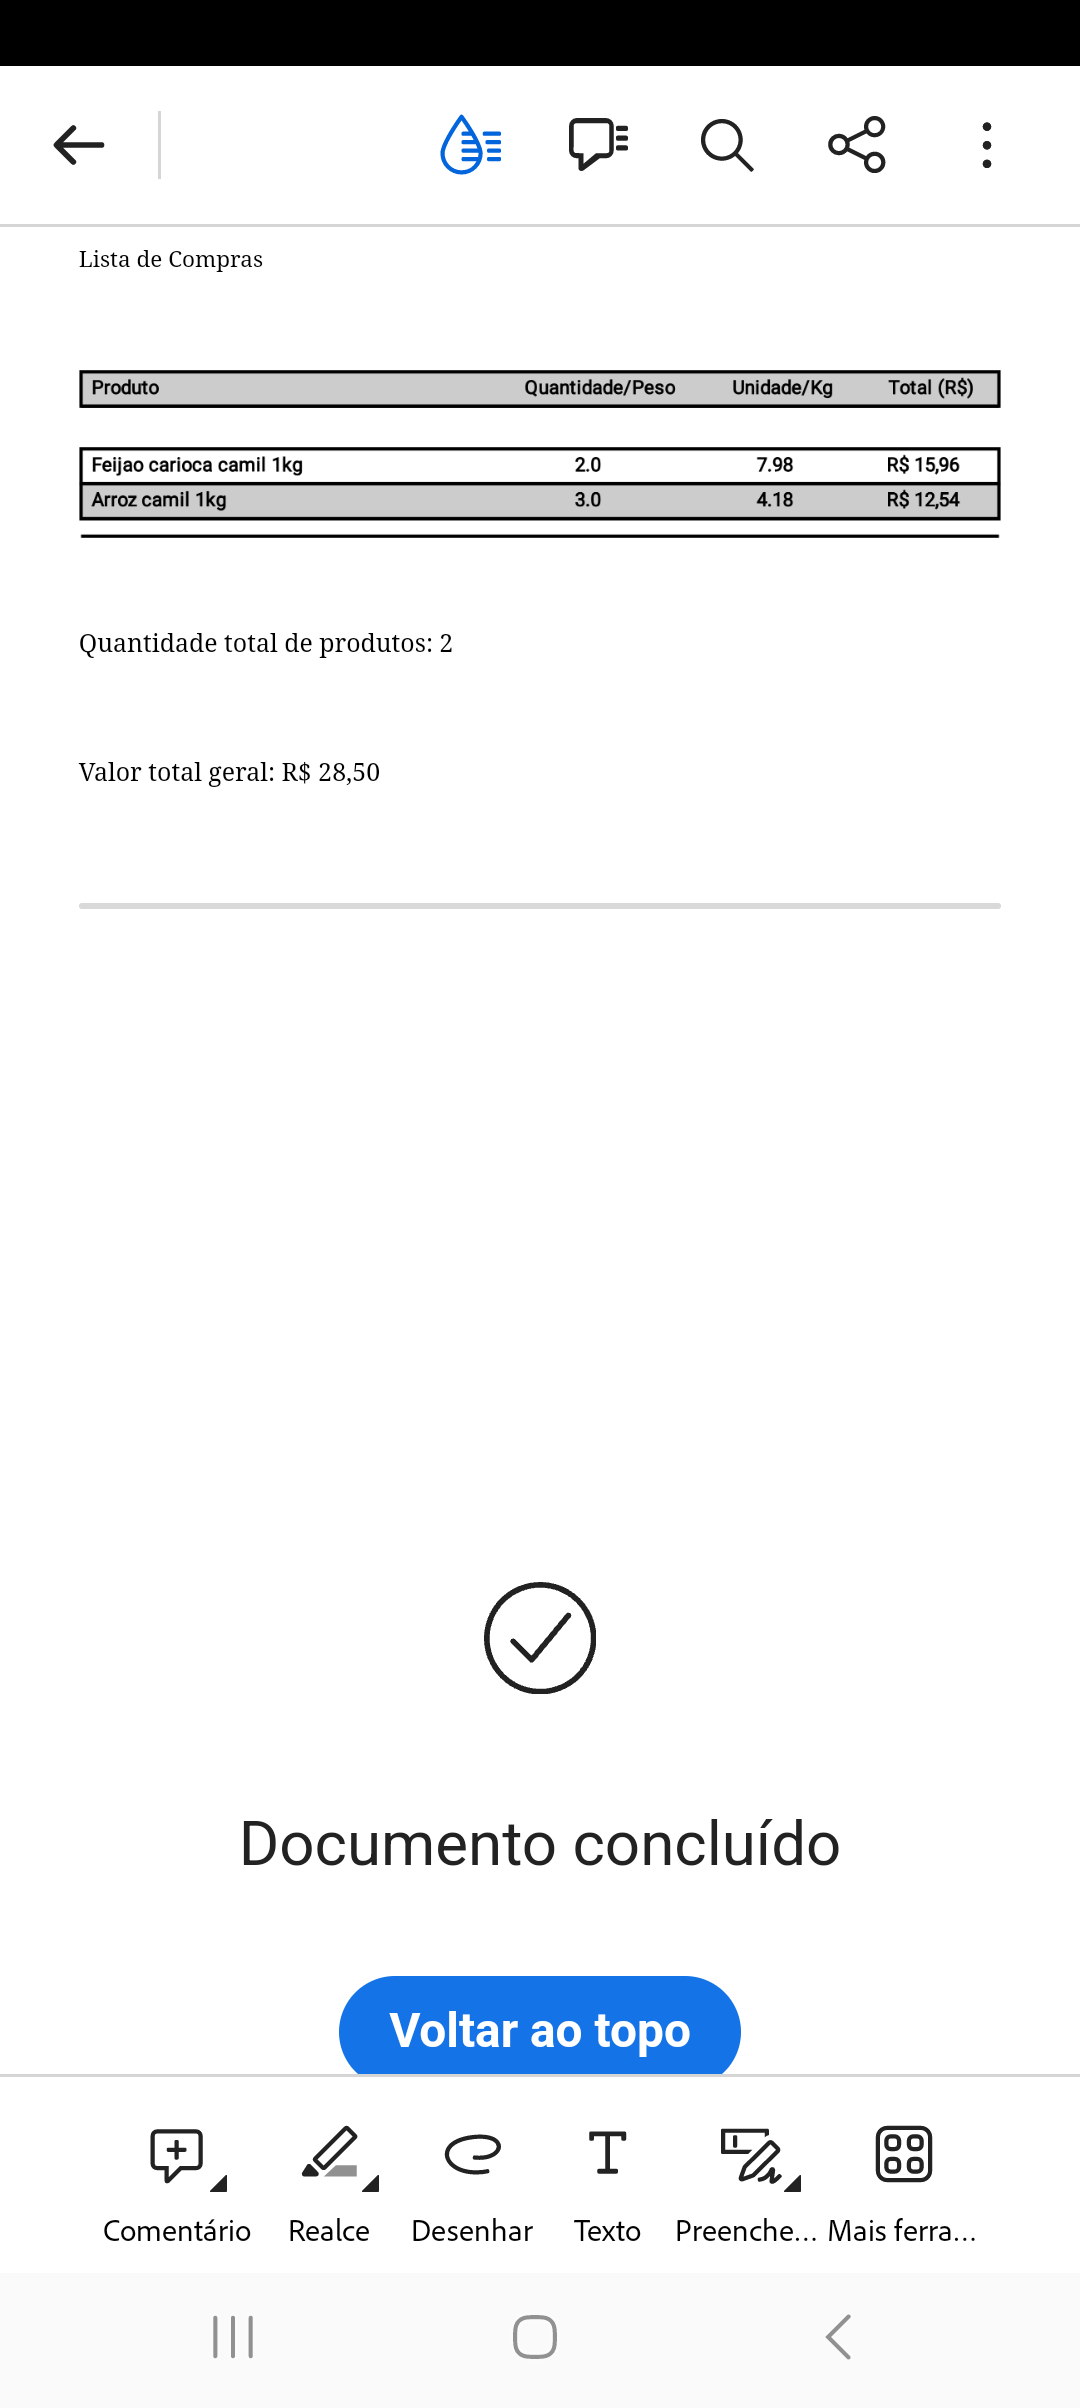 Lista de Compras
Produto Quantidade/Peso Unidade/Kg Total (R$)
Feijao carioca camil 1kg 2.0 7.98 R$ 15,96
Arroz camil 1kg 3.0 4.18 R$ 12,54
Quantidade total de produtos: 2
Valor total geral: R$ 28,50
Documento concluído
Voltar ao topo
Comentário Realce Desenhar Texto Preenche... Mais ferra...